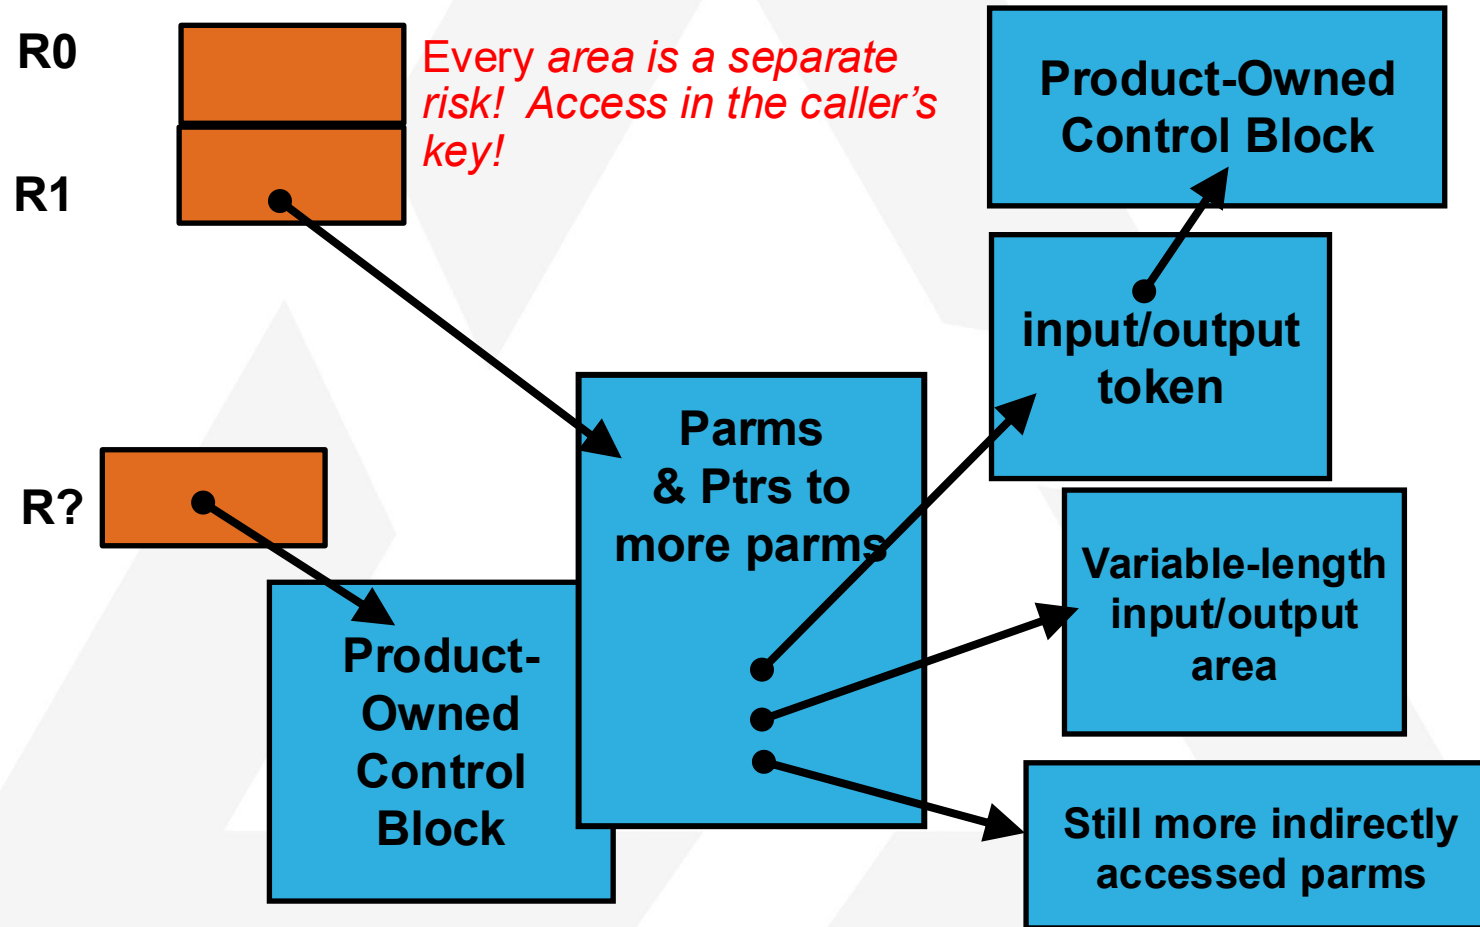 R0
Every area is a separate
risk!  Access in the caller’s
key!
R1
Product-Owned
Control Block
input/output
token
Parms
& Ptrs to
more parms
R?
Variable-length
input/output
area
Product-
Owned
Control
Block
Still more indirectly
accessed parms